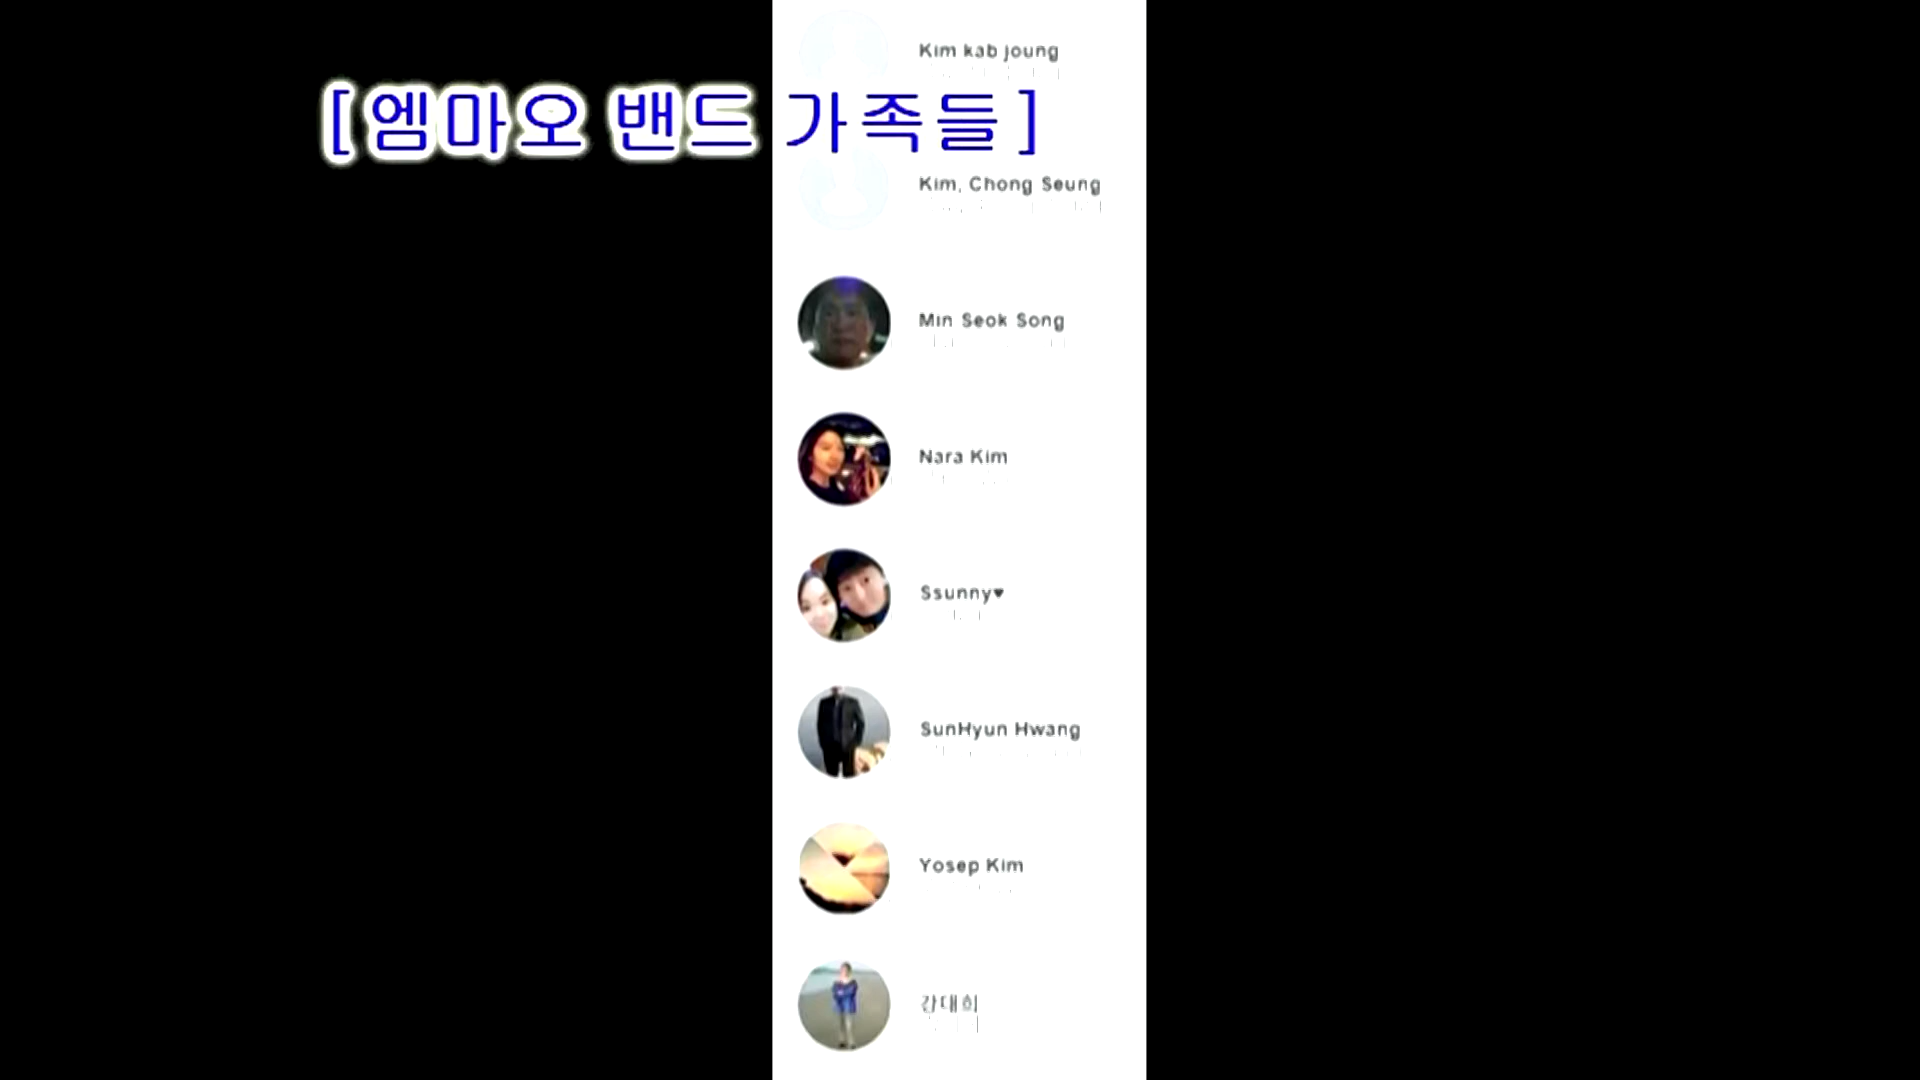 Kim kab joung
[엠마오 밴드 가족들]
Kim, Chong Seung
Min Seok Song
Nara Kim
Ssunny♥
SunHyun Hwang
Yosep Kim
강대희